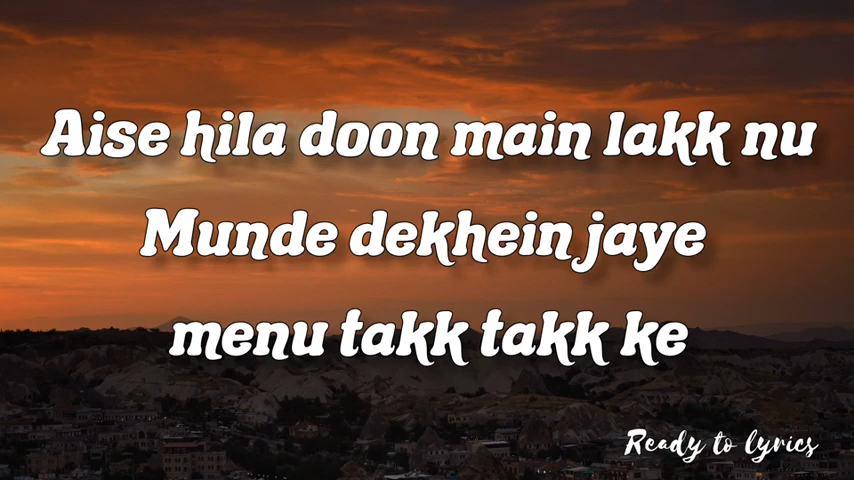 Aise hila doon main lakk nu
Munde dekhein jaye
menu takk takk ke
Ready to lyrics